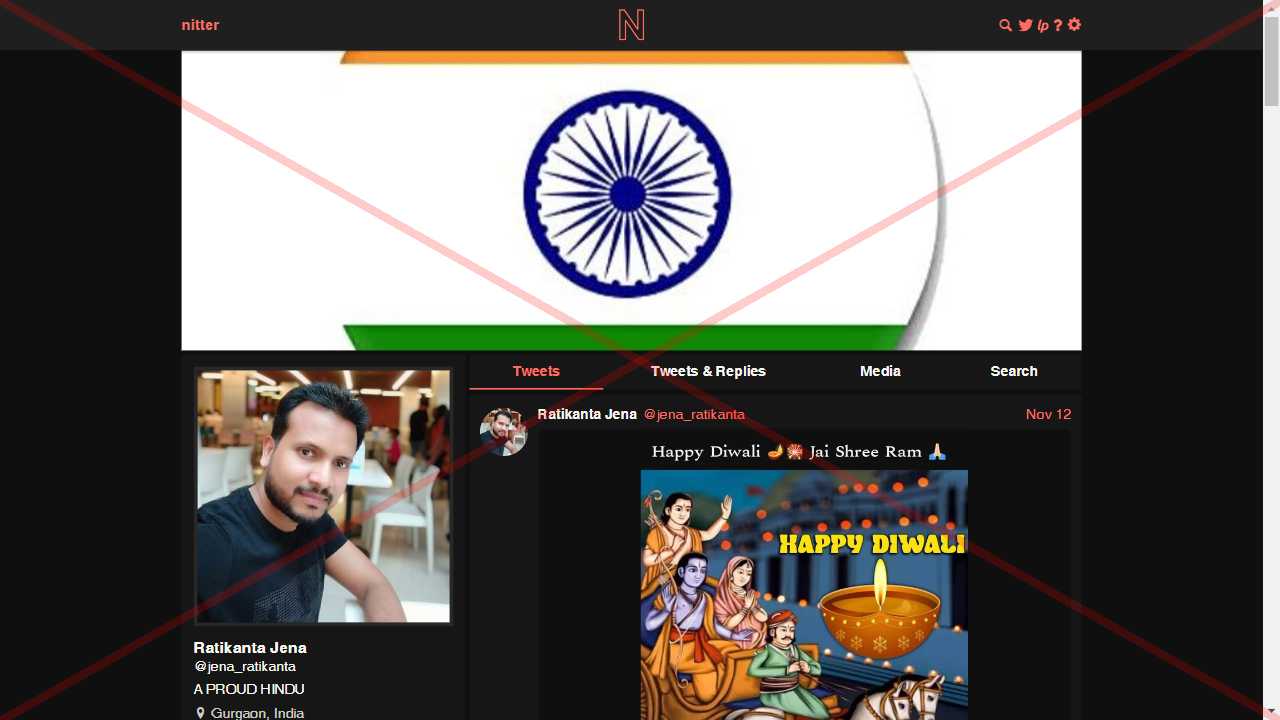 nitter
N
lp ?
Tweets
Tweets & Replies
Media
Search
Ratikanta Jena @jena_ratikanta
Nov 12
Happy Diwali 🪔🎇 Jai Shree Ram 🙏🏻
HAPPY DIWALI
Ratikanta Jena
@jena_ratikanta
A PROUD HINDU
Gurgaon, India